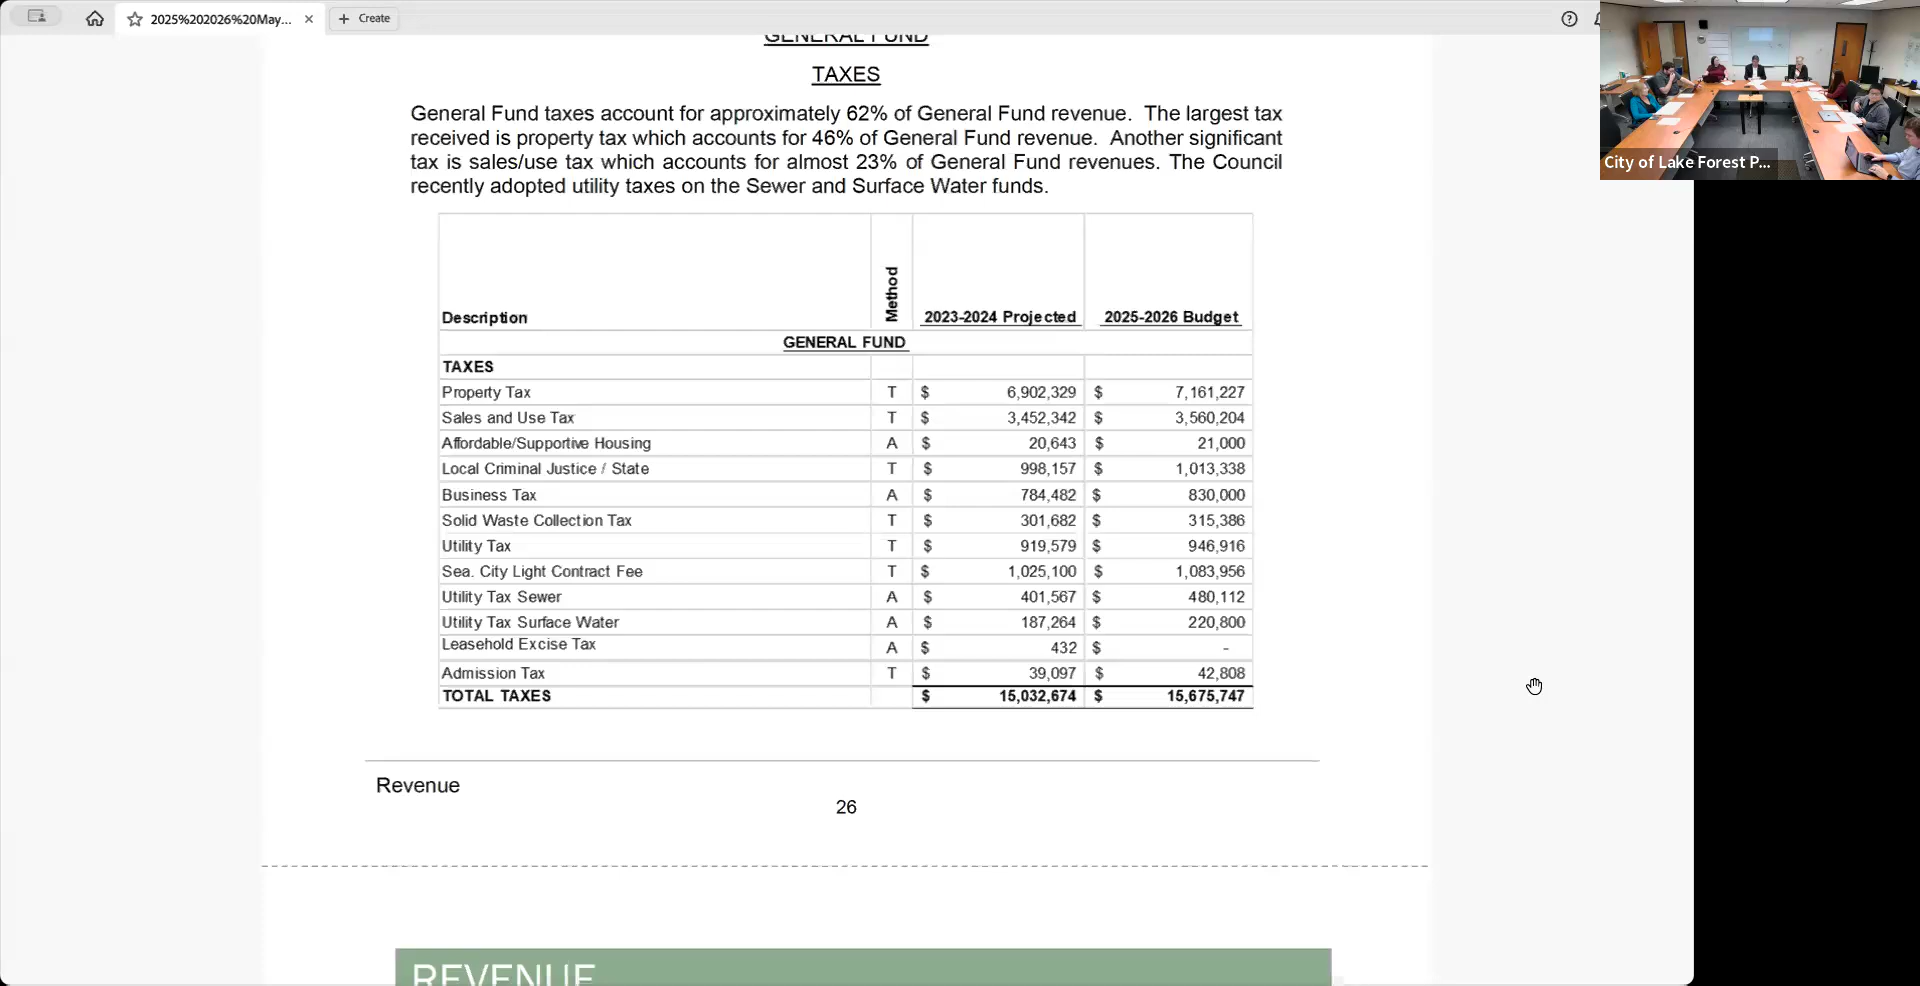 2025%202026%20May...
Create
GENERAL FUND
TAXES
General Fund taxes account for approximately 62% of General Fund revenue. The largest tax
received is property tax which accounts for 46% of General Fund revenue. Another significant
tax is sales/use tax which accounts for almost 23% of General Fund revenues. The Council
recently adopted utility taxes on the Sewer and Surface Water funds.
Description Method 2023-2024 Projected 2025-2026 Budget
GENERAL FUND
TAXES
Property Tax T $ 6,902,329 $ 7,161,227
Sales and Use Tax T $ 3,452,342 $ 3,560,204
Affordable/Supportive Housing A $ 20,643 $ 21,000
Local Criminal Justice / State T $ 998,157 $ 1,013,338
Business Tax A $ 784,482 $ 830,000
Solid Waste Collection Tax T $ 301,682 $ 315,386
Utility Tax T $ 919,579 $ 946,916
Sea. City Light Contract Fee T $ 1,025,100 $ 1,083,956
Utility Tax Sewer A $ 401,567 $ 480,112
Utility Tax Surface Water A $ 187,264 $ 220,800
Leasehold Excise Tax A $ 432 $ -
Admission Tax T $ 39,097 $ 42,808
TOTAL TAXES $ 15,032,674 $ 15,675,747
Revenue
26
REVENUE
City of Lake Forest P...